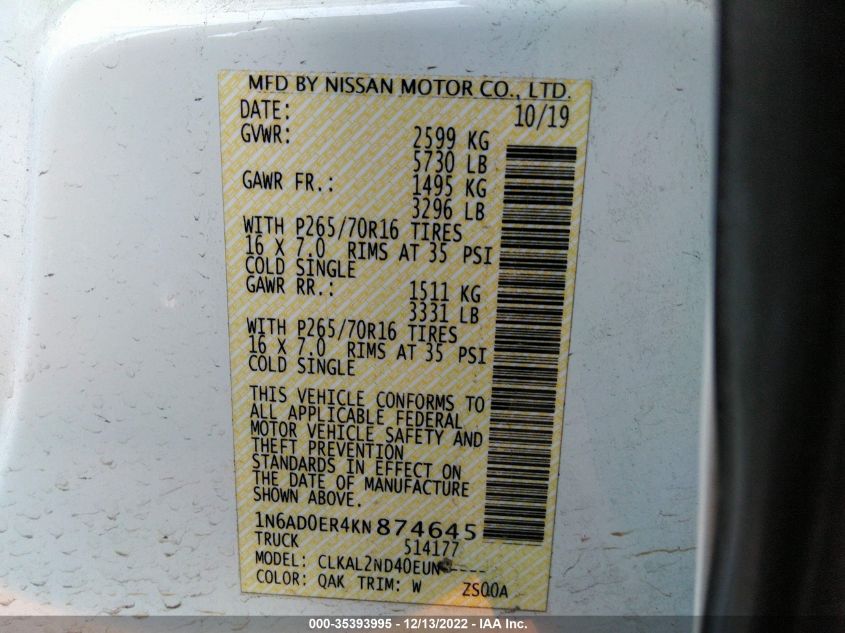 MFD BY NISSAN MOTOR CO., LTD.
DATE: 10/19
GVWR: 2599 KG
5730 LB
GAWR FR.: 1495 KG
3296 LB
WITH P265/70R16 TIRES
16 X 7.0 RIMS AT 35 PSI
COLD SINGLE
GAWR RR.: 1511 KG
3331 LB
WITH P265/70R16 TIRES
16 X 7.0 RIMS AT 35 PSI
COLD SINGLE
THIS VEHICLE CONFORMS TO
ALL APPLICABLE FEDERAL
MOTOR VEHICLE SAFETY AND
THEFT PREVENTION
STANDARDS IN EFFECT ON
THE DATE OF MANUFACTURE
SHOWN ABOVE.
1N6AD0ER4KN874645
TRUCK 514177
MODEL: CLKAL2ND40EUN-----
COLOR: QAK TRIM: W ZS00A
000-35393995 - 12/13/2022 - IAA Inc.